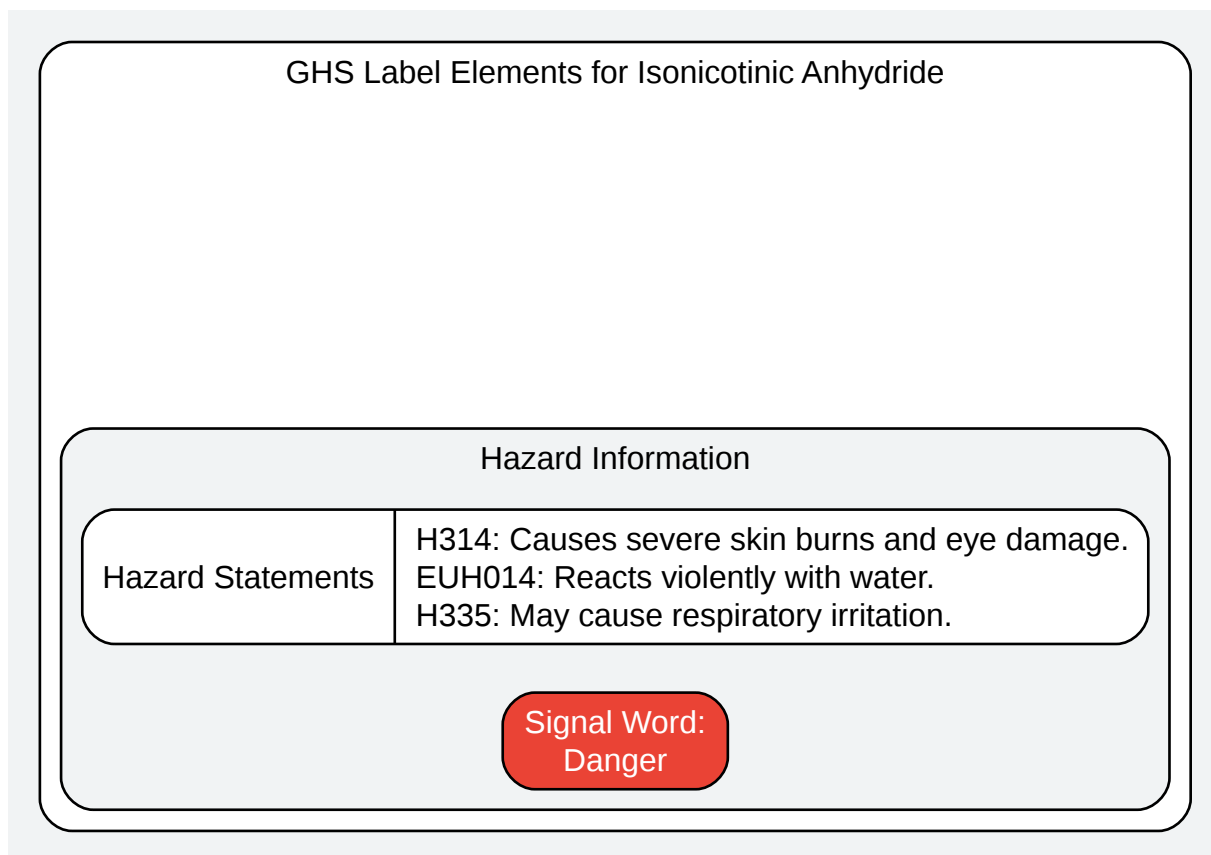 GHS Label Elements for Isonicotinic Anhydride
Hazard Information
Hazard Statements
H314: Causes severe skin burns and eye damage.
EUH014: Reacts violently with water.
H335: May cause respiratory irritation.
Signal Word:
Danger